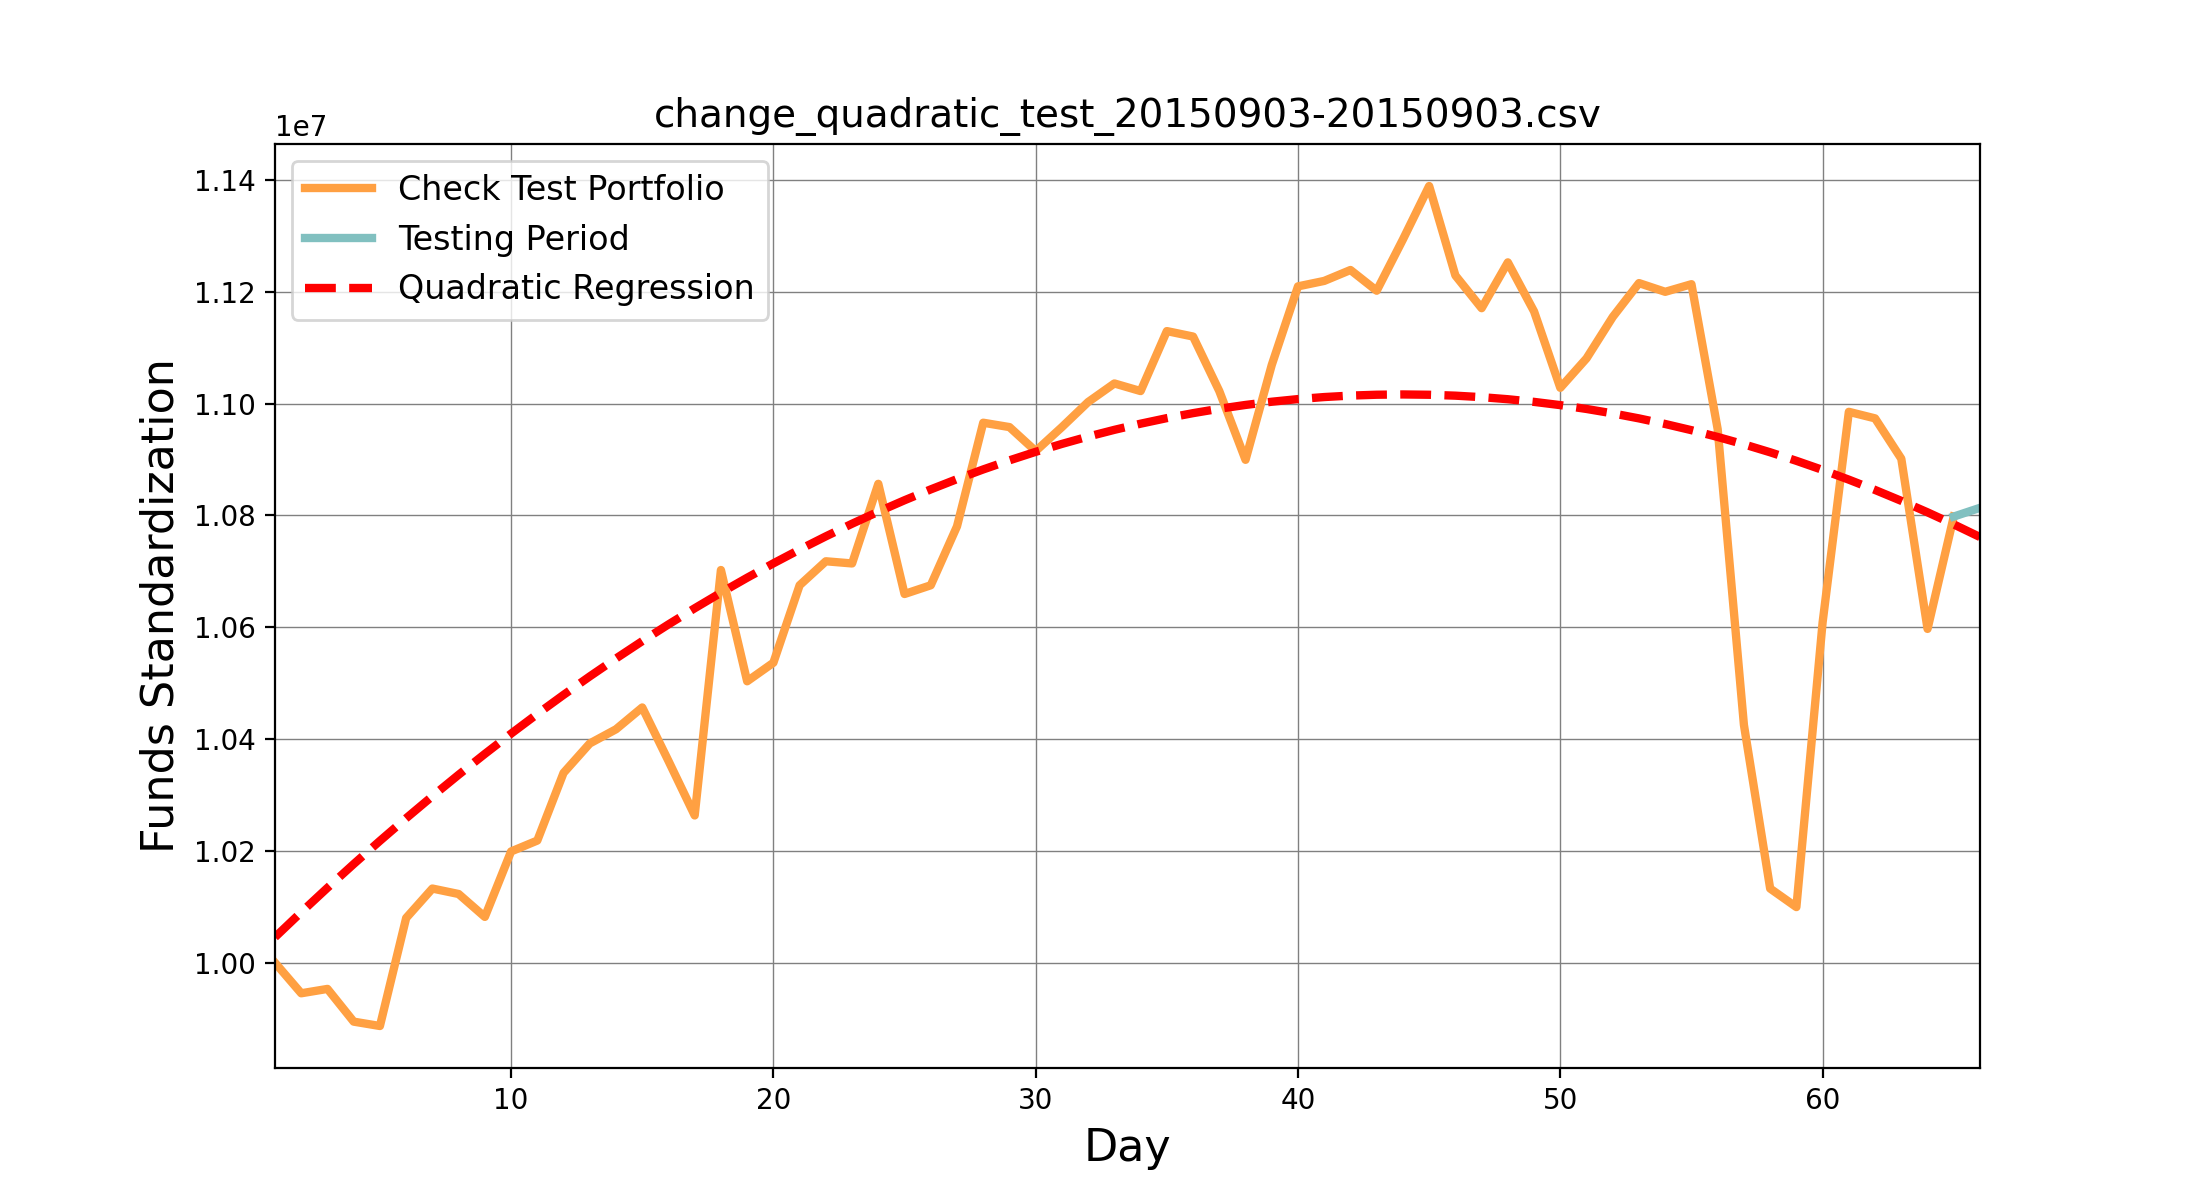 change_quadratic_test_20150903-20150903.csv
1e7
Check Test Portfolio
Testing Period
Quadratic Regression
1.14
1.12
1.10
1.08
1.06
1.04
1.02
1.00
Funds Standardization
10 20 30 40 50 60
Day